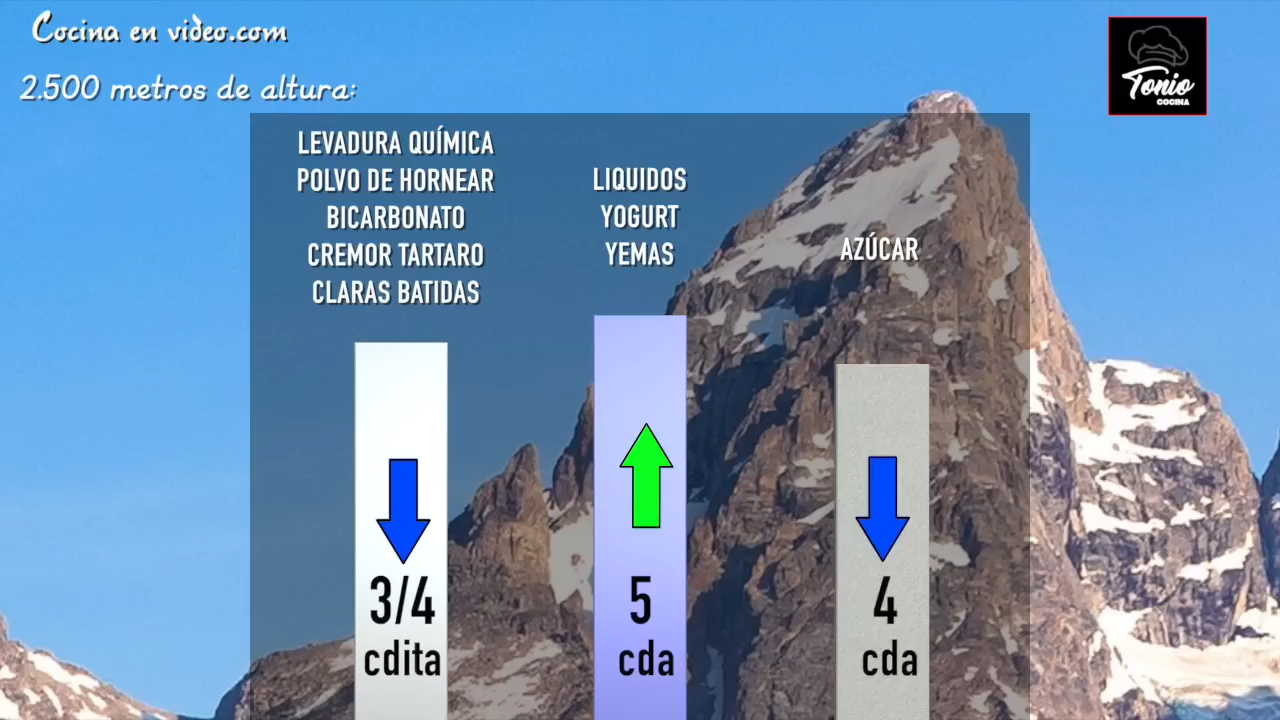 Cocina en video.com
2.500 metros de altura:
Tonio
COCINA
LEVADURA QUÍMICA
POLVO DE HORNEAR
BICARBONATO
CREMOR TARTARO
CLARAS BATIDAS
LIQUIDOS
YOGURT
YEMAS
AZÚCAR
3/4
cdita
5
cda
4
cda